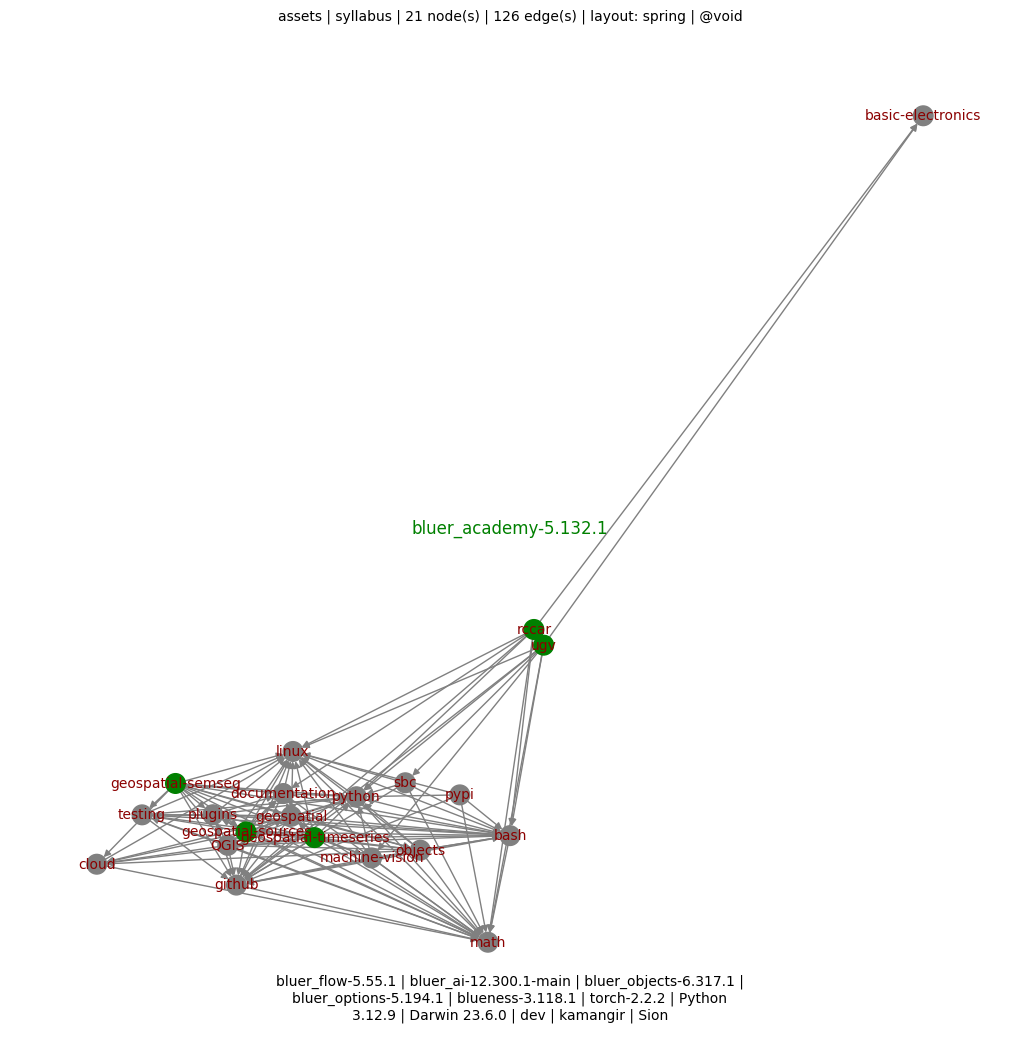 assets | syllabus | 21 node(s) | 126 edge(s) | layout: spring | @void
basic-electronics
bluer_academy-5.132.1
rccar
ugv
linux
geospatial-semseg
sbc
documentation
python
pypi
testing
plugins
geospatial
geospatial-sources
geospatial-timeseries
bash
QGIS
objects
machine-vision
cloud
github
math
bluer_flow-5.55.1 | bluer_ai-12.300.1-main | bluer_objects-6.317.1 |
bluer_options-5.194.1 | blueness-3.118.1 | torch-2.2.2 | Python
3.12.9 | Darwin 23.6.0 | dev | kamangir | Sion